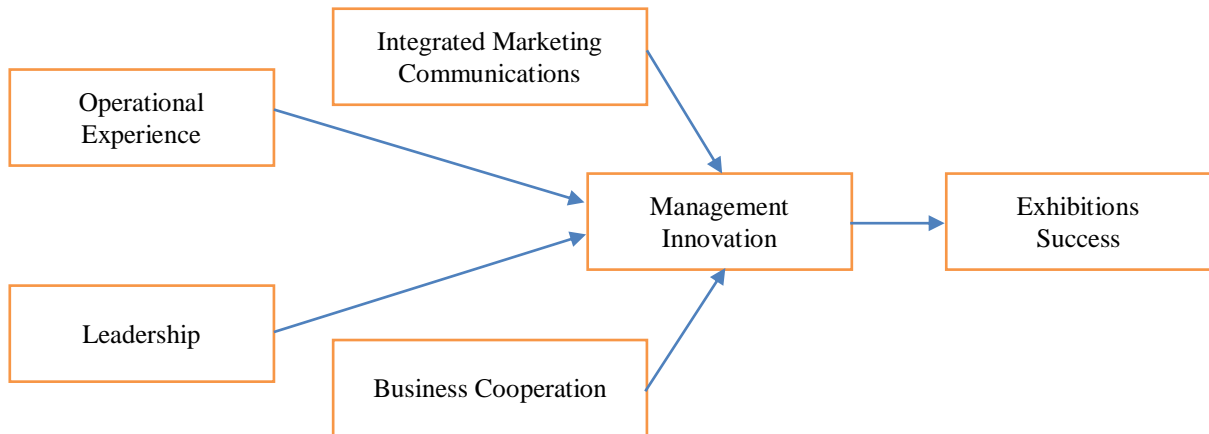 Integrated Marketing
Communications
Operational
Experience
Management
Innovation
Exhibitions
Success
Leadership
Business Cooperation